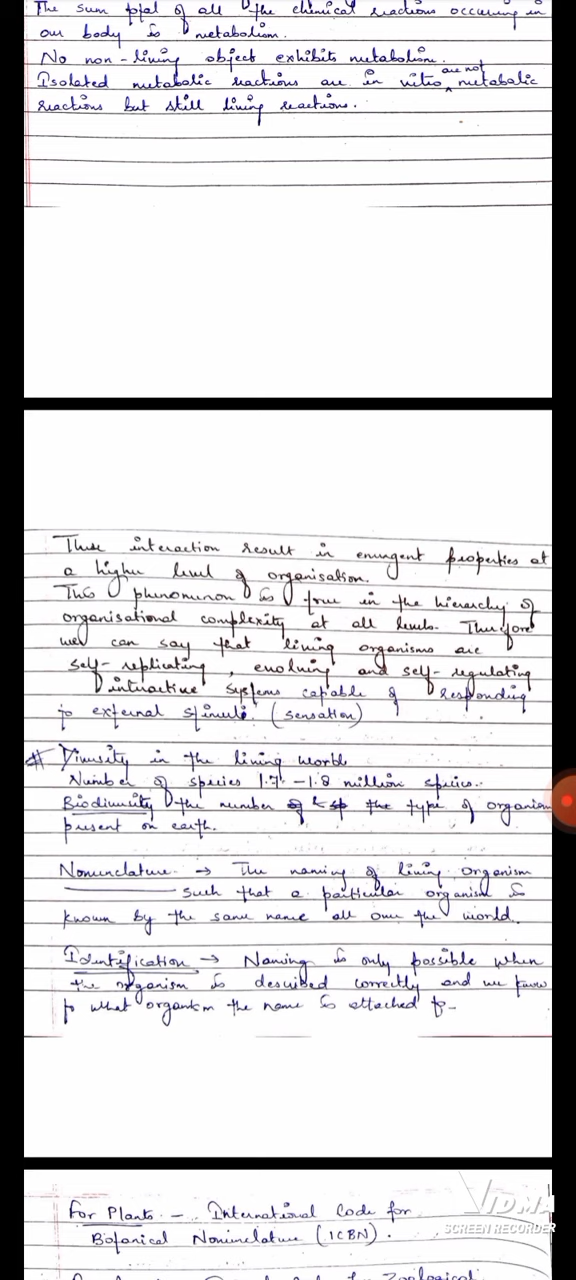 The sum total of all the chemical reactions occuring in
our body is metabolism.
No non-living object exhibits metabolism.
are not
Isolated metabolic reactions are in vitro ^ metabolic
reactions but still living reactions.
These interaction result in emergent properties at
a higher level of organisation.
This phenomenon is true in the hierarchy of
organisational complexity at all levels. Therefore
we can say that living organisms are
self-replicating, evolving and self-regulating
interactive systems capable of responding
to external stimuli. (sensation)
# Diversity in the living world
Number of species 1.7 - 1.8 million species.
Biodiversity the number of & the type of organism
present on earth.
Nomenclature → The naming of living organism
such that a particular organism is
known by the same name all over the world.
Identification → Naming is only possible when
the organism is described correctly and we know
to what organism the name is attached to-
For Plants - International Code for
Botanical Nomenclature (ICBN).
Zoological
VIDMA
SCREEN RECORDER